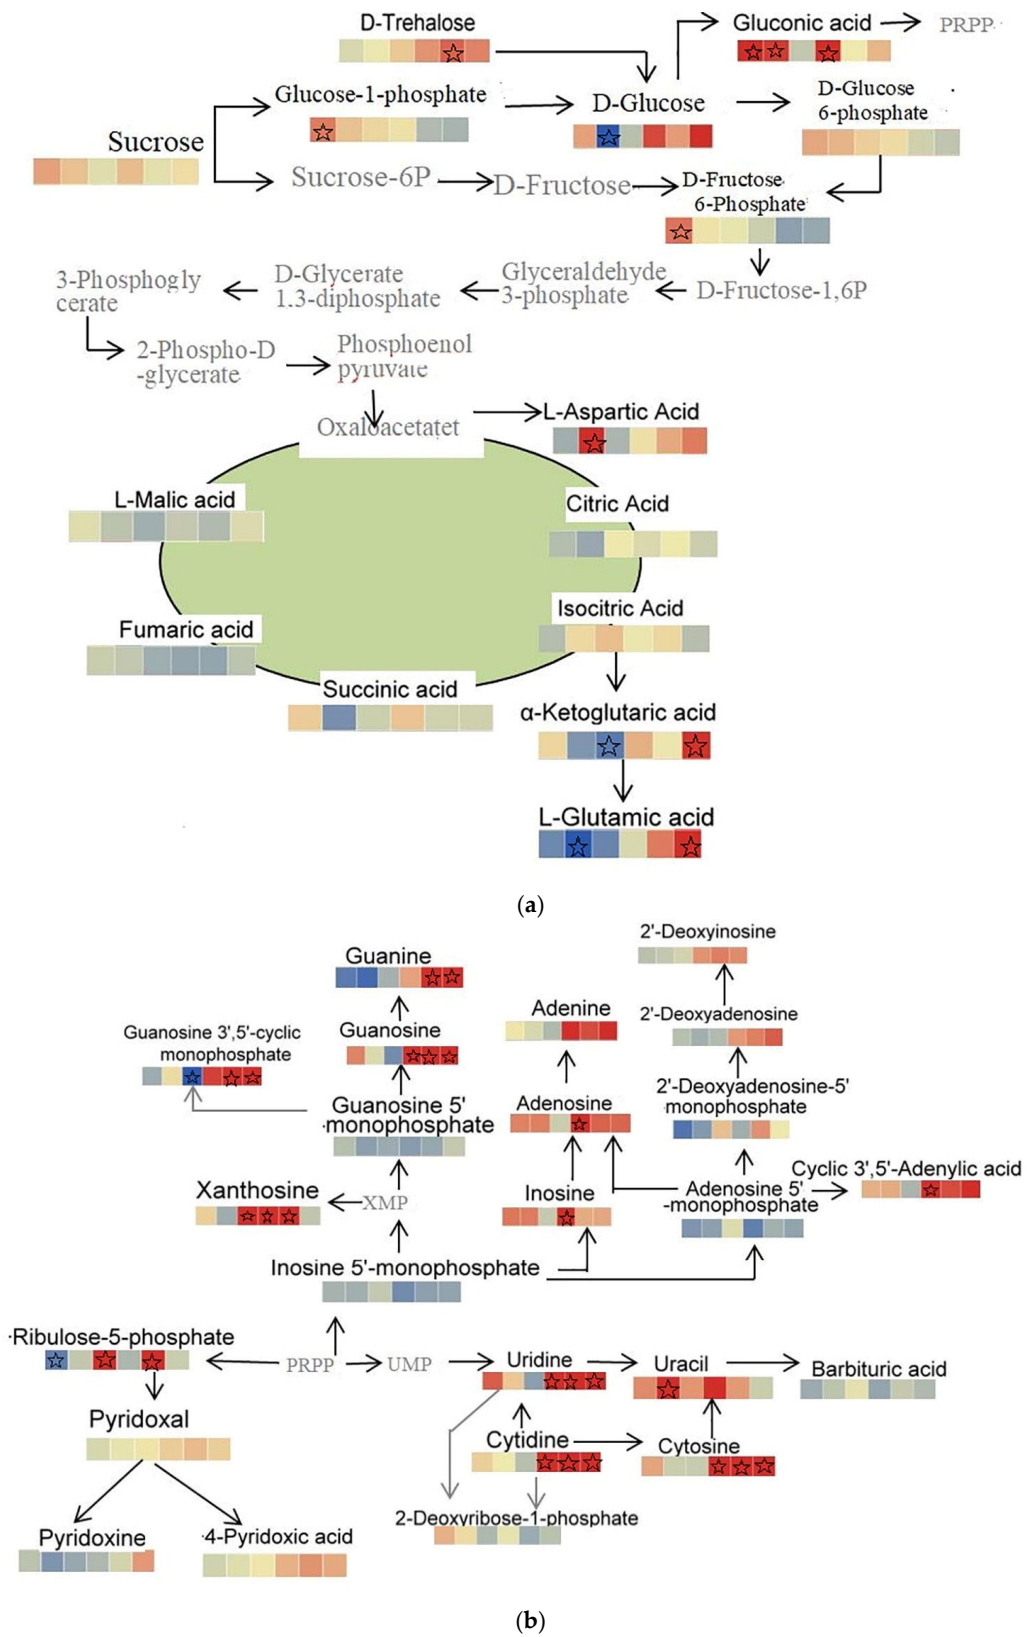 D-Trehalose
Gluconic acid
PRPP
Glucose-1-phosphate
D-Glucose
D-Glucose
6-phosphate
Sucrose
Sucrose-6P
D-Fructose
D-Fructose
6-Phosphate
3-Phosphogly
cerate
D-Glycerate
1,3-diphosphate
Glyceraldehyde
3-phosphate
D-Fructose-1,6P
2-Phospho-D
-glycerate
Phosphoenol
pyruvate
Oxaloacetatet
L-Aspartic Acid
L-Malic acid
Citric Acid
Isocitric Acid
Fumaric acid
Succinic acid
α-Ketoglutaric acid
L-Glutamic acid
(a)
2'-Deoxyinosine
Guanine
Adenine
2'-Deoxyadenosine
Guanosine 3',5'-cyclic
monophosphate
Guanosine
2'-Deoxyadenosine-5'
monophosphate
Guanosine 5'
·monophosphate
Adenosine
Cyclic 3',5'-Adenylic acid
Xanthosine
XMP
Inosine
Adenosine 5'
-monophosphate
Inosine 5'-monophosphate
·Ribulose-5-phosphate
PRPP
UMP
Uridine
Uracil
Barbituric acid
Pyridoxal
Cytidine
Cytosine
2-Deoxyribose-1-phosphate
Pyridoxine
·4-Pyridoxic acid
(b)